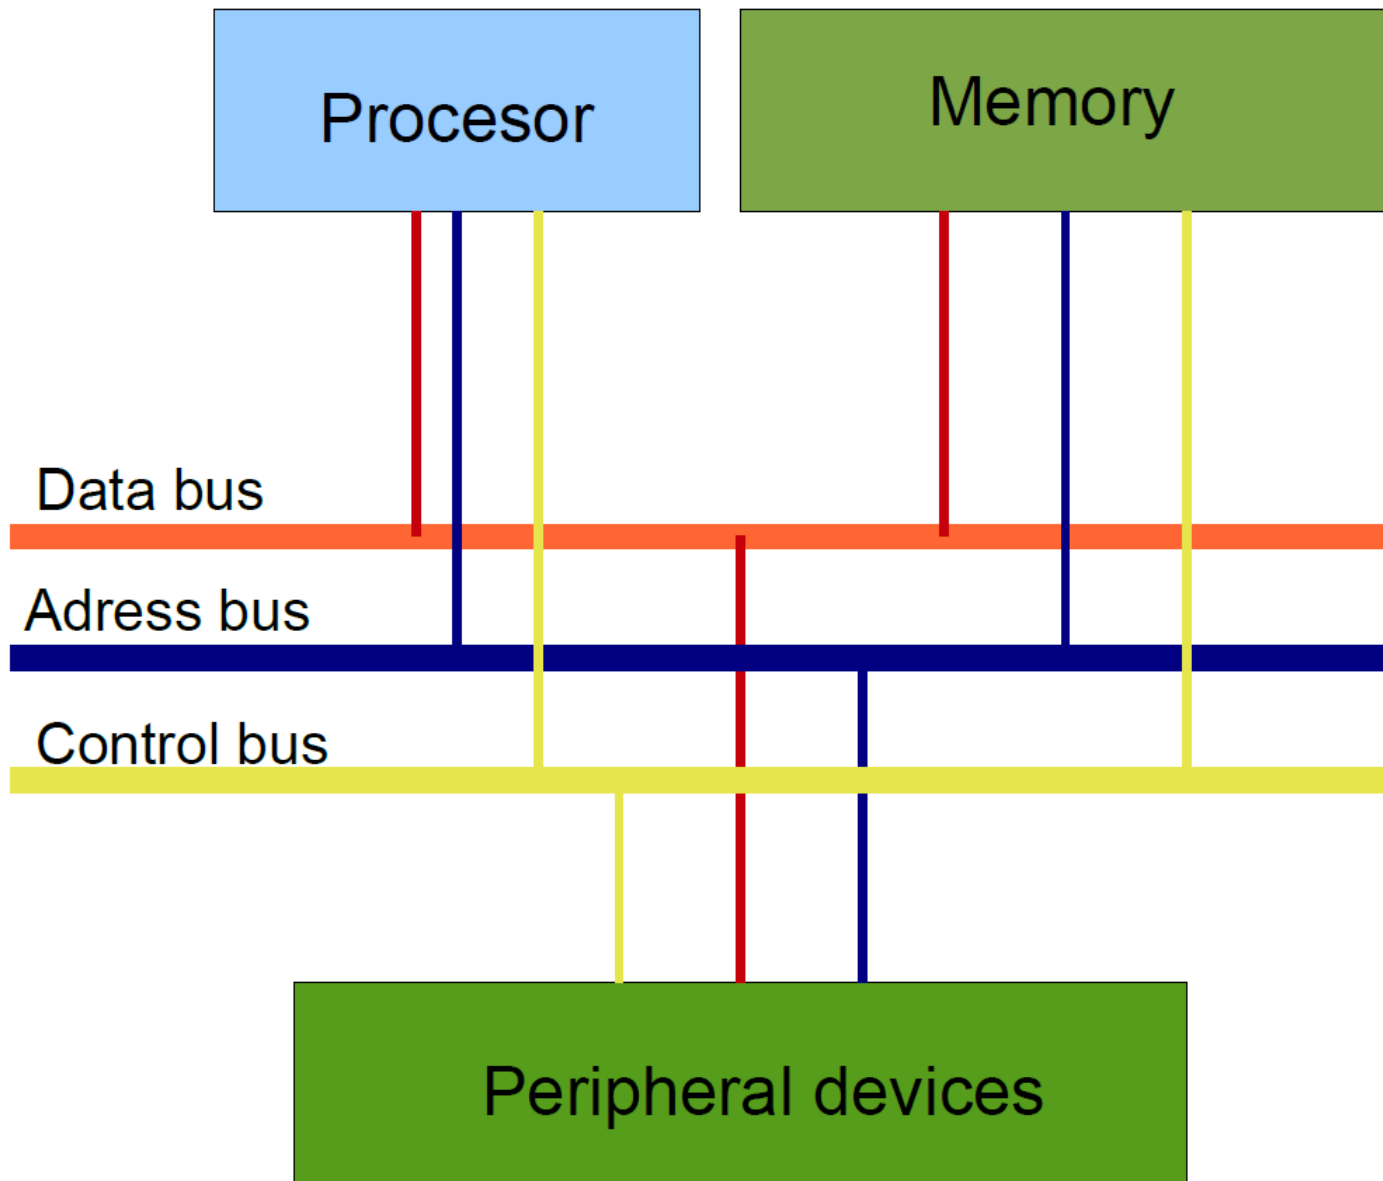 Procesor
Memory
Data bus
Adress bus
Control bus
Peripheral devices